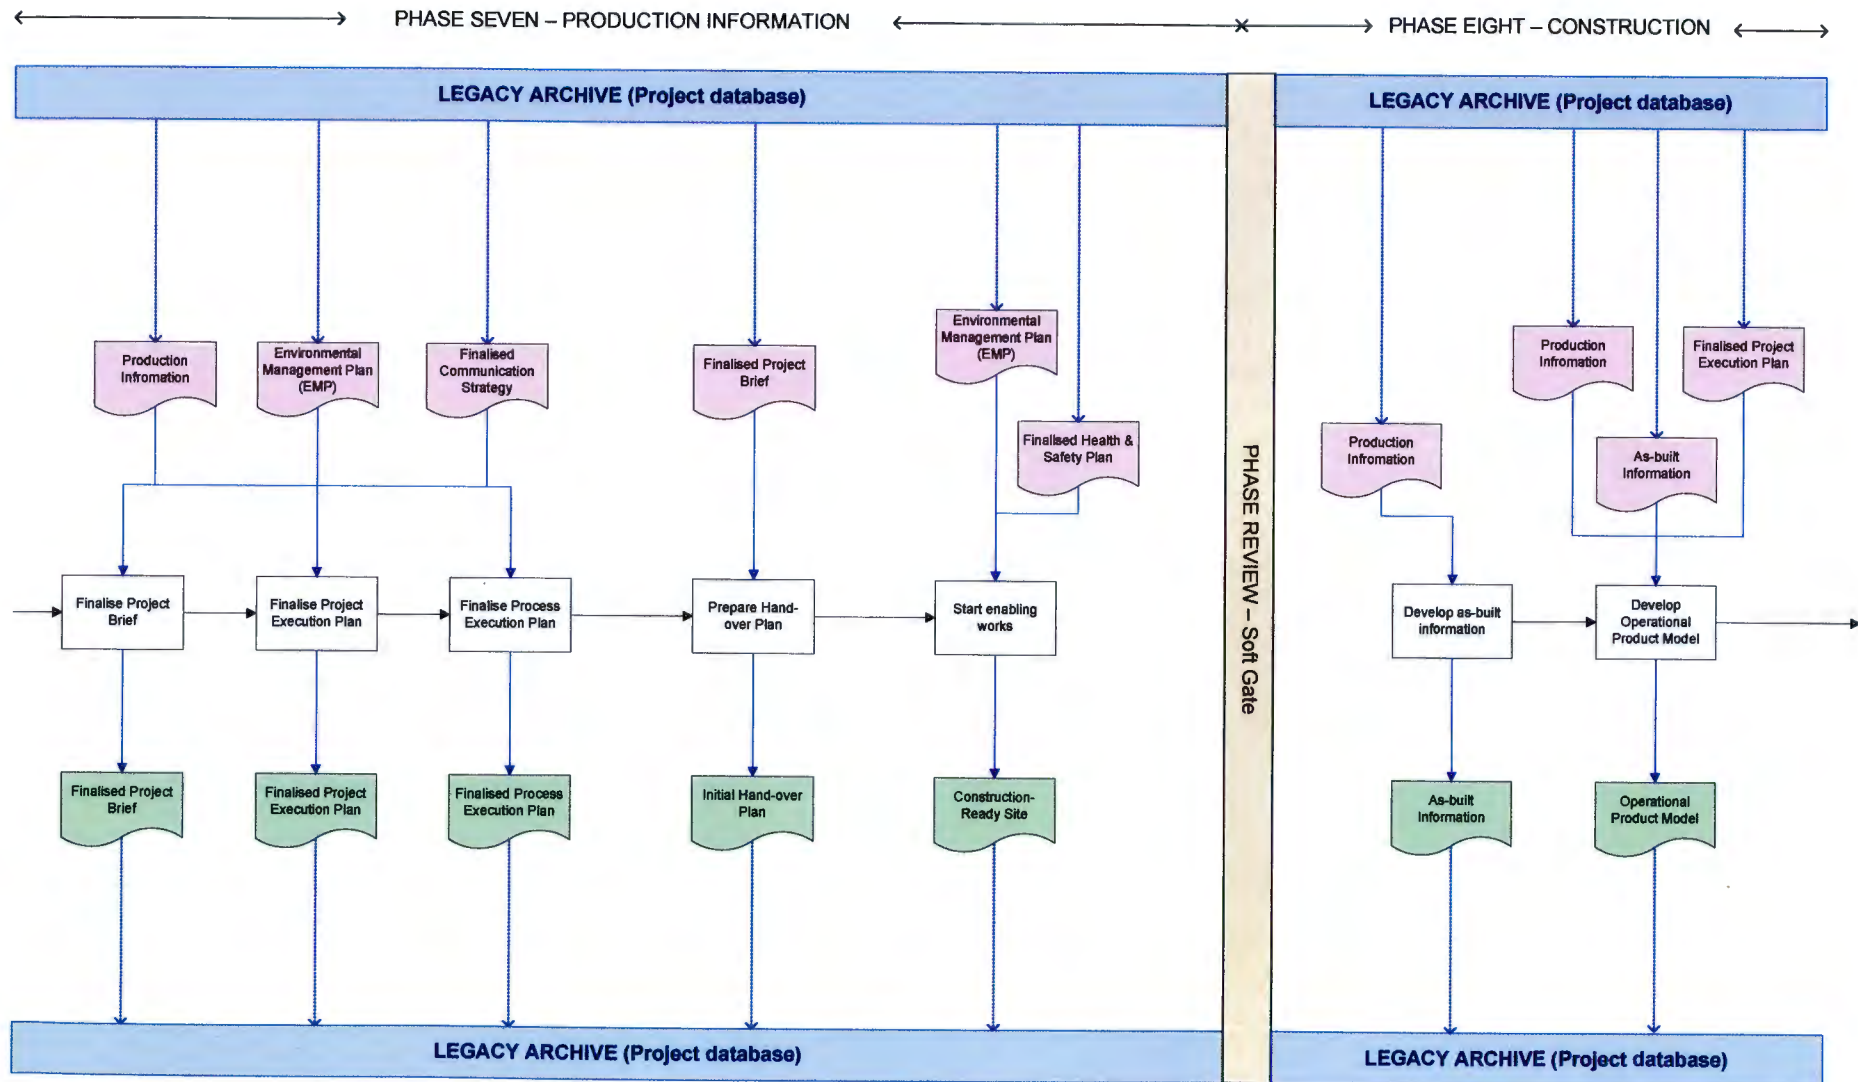 PHASE SEVEN – PRODUCTION INFORMATION
PHASE EIGHT – CONSTRUCTION
LEGACY ARCHIVE (Project database)
LEGACY ARCHIVE (Project database)
Production
Infromation
Environmental
Management Plan
(EMP)
Finalised
Communication
Strategy
Finalised Project
Brief
Environmental
Management Plan
(EMP)
Finalised Health &
Safety Plan
PHASE REVIEW – Soft Gate
Production
Infromation
Production
Infromation
As-built
Information
Finalised Project
Execution Plan
Finalise Project
Brief
Finalise Project
Execution Plan
Finalise Process
Execution Plan
Prepare Hand-
over Plan
Start enabling
works
Develop as-built
information
Develop
Operational
Product Model
Finalised Project
Brief
Finalised Project
Execution Plan
Finalised Process
Execution Plan
Initial Hand-over
Plan
Construction-
Ready Site
As-built
Information
Operational
Product Model
LEGACY ARCHIVE (Project database)
LEGACY ARCHIVE (Project database)